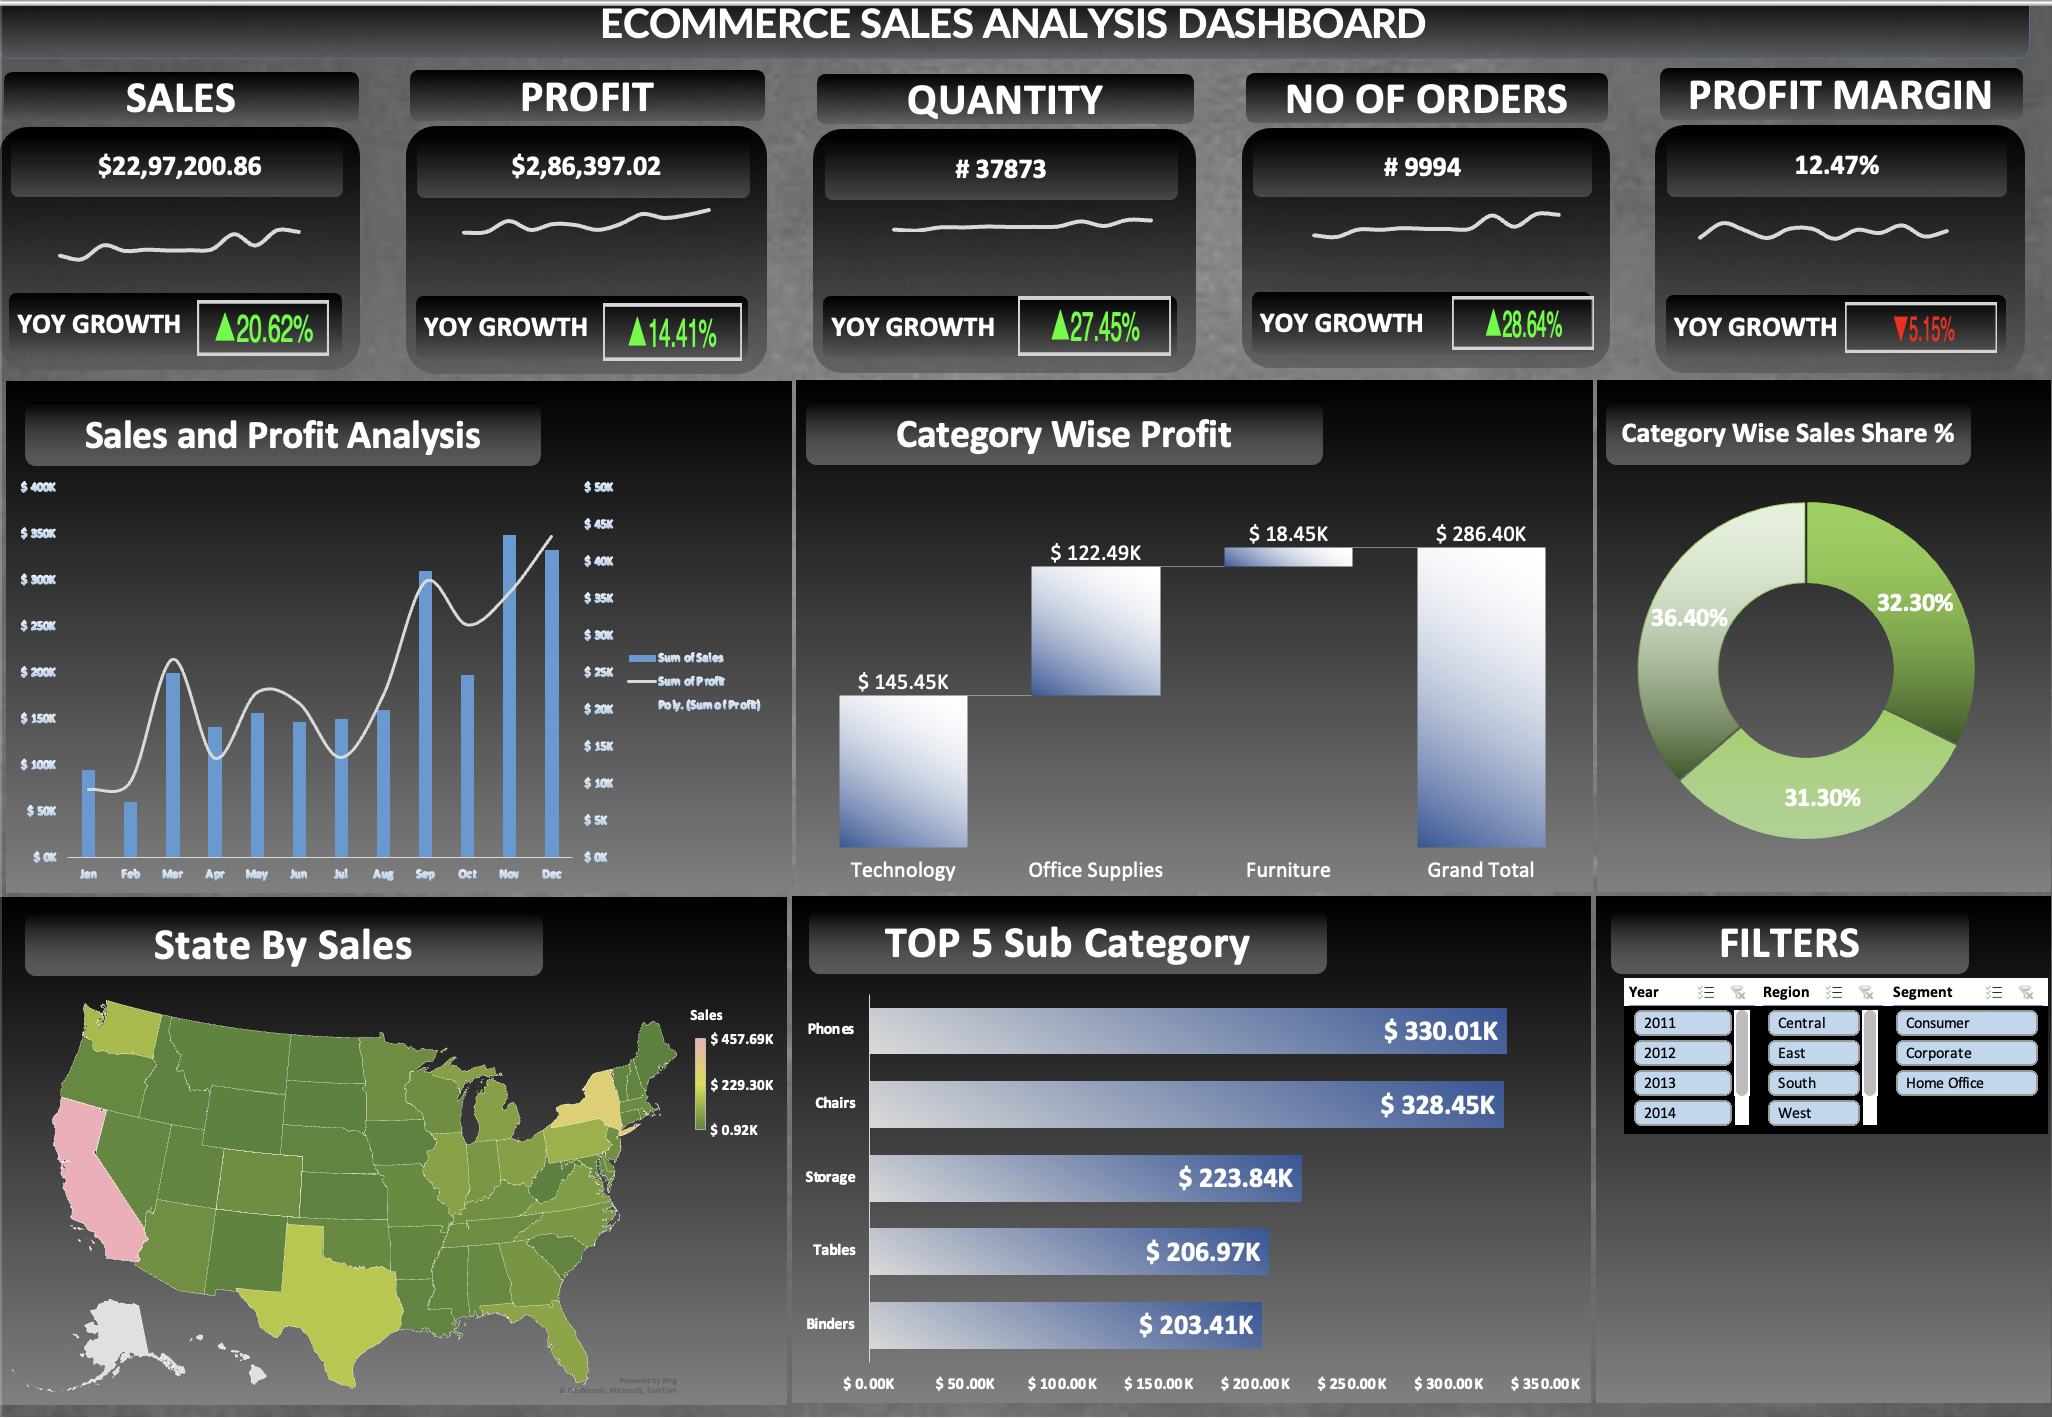 ECOMMERCE SALES ANALYSIS DASHBOARD
SALES
$22,97,200.86
YOY GROWTH ▲20.62%
PROFIT
$2,86,397.02
YOY GROWTH ▲14.41%
QUANTITY
# 37873
YOY GROWTH ▲27.45%
NO OF ORDERS
# 9994
YOY GROWTH ▲28.64%
PROFIT MARGIN
12.47%
YOY GROWTH ▼5.15%
Sales and Profit Analysis
$ 400K
$ 350K
$ 300K
$ 250K
$ 200K
$ 150K
$ 100K
$ 50K
$ 0K
$ 50K
$ 45K
$ 40K
$ 35K
$ 30K
$ 25K
$ 20K
$ 15K
$ 10K
$ 5K
$ 0K
Jan Feb Mar Apr May Jun Jul Aug Sep Oct Nov Dec
Sum of Sales
Sum of Profit
Poly. (Sum of Profit)
Category Wise Profit
$ 145.45K
$ 122.49K
$ 18.45K
$ 286.40K
Technology Office Supplies Furniture Grand Total
Category Wise Sales Share %
36.40%
32.30%
31.30%
State By Sales
Sales
$ 457.69K
$ 229.30K
$ 0.92K
Powered by Bing
© GeoNames, Microsoft, TomTom
TOP 5 Sub Category
Phones $ 330.01K
Chairs $ 328.45K
Storage $ 223.84K
Tables $ 206.97K
Binders $ 203.41K
$ 0.00K $ 50.00K $ 100.00K $ 150.00K $ 200.00K $ 250.00K $ 300.00K $ 350.00K
FILTERS
Year
2011
2012
2013
2014
Region
Central
East
South
West
Segment
Consumer
Corporate
Home Office